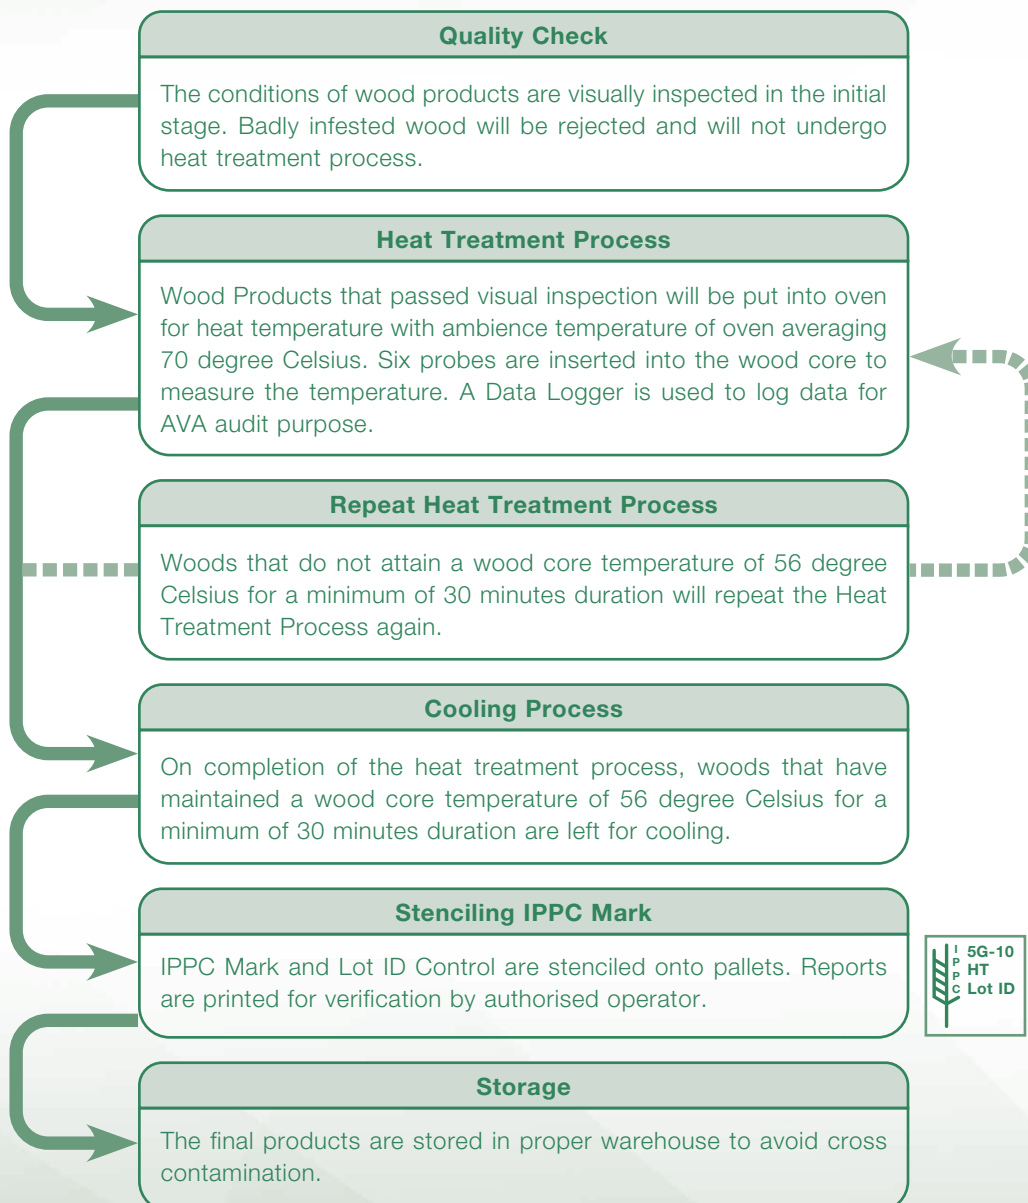 Quality Check
The conditions of wood products are visually inspected in the initial
stage. Badly infested wood will be rejected and will not undergo
heat treatment process.
Heat Treatment Process
Wood Products that passed visual inspection will be put into oven
for heat temperature with ambience temperature of oven averaging
70 degree Celsius. Six probes are inserted into the wood core to
measure the temperature. A Data Logger is used to log data for
AVA audit purpose.
Repeat Heat Treatment Process
Woods that do not attain a wood core temperature of 56 degree
Celsius for a minimum of 30 minutes duration will repeat the Heat
Treatment Process again.
Cooling Process
On completion of the heat treatment process, woods that have
maintained a wood core temperature of 56 degree Celsius for a
minimum of 30 minutes duration are left for cooling.
Stenciling IPPC Mark
IPPC Mark and Lot ID Control are stenciled onto pallets. Reports
are printed for verification by authorised operator.
IPPC
5G-10
HT
Lot ID
Storage
The final products are stored in proper warehouse to avoid cross
contamination.